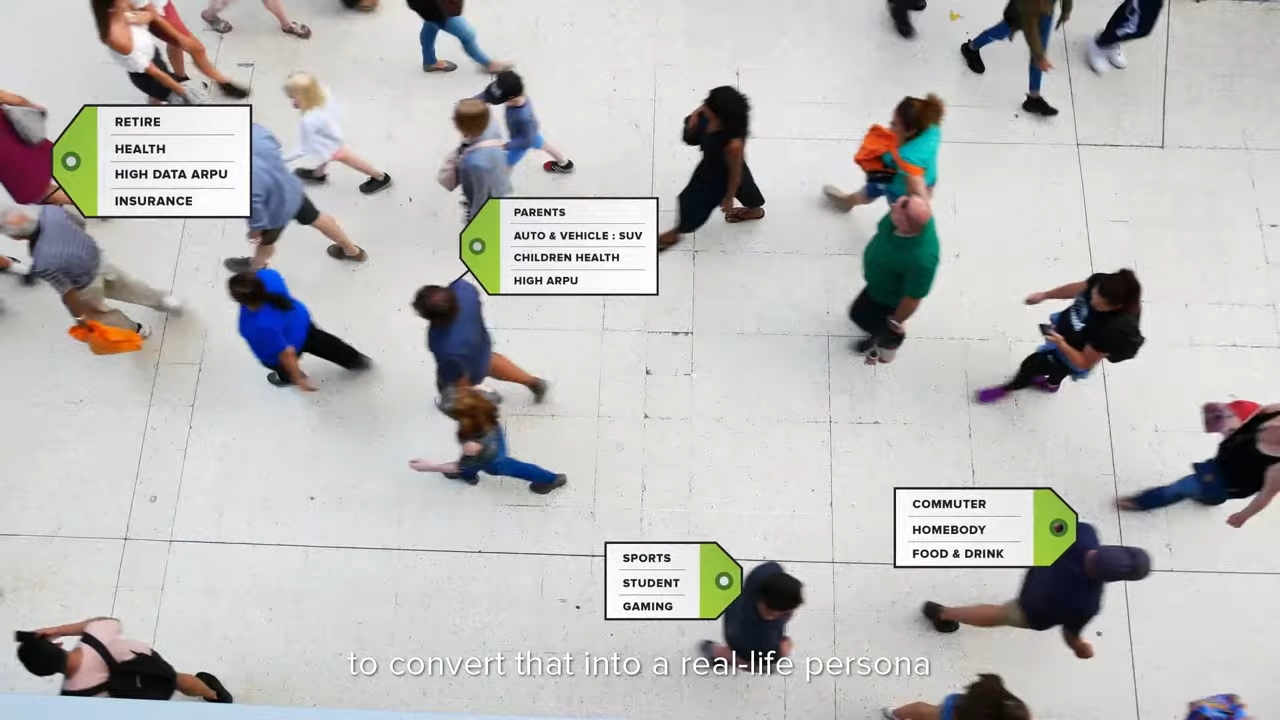 RETIRE
HEALTH
HIGH DATA ARPU
INSURANCE
PARENTS
AUTO & VEHICLE : SUV
CHILDREN HEALTH
HIGH ARPU
COMMUTER
HOMEBODY
FOOD & DRINK
SPORTS
STUDENT
GAMING
to convert that into a real-life persona